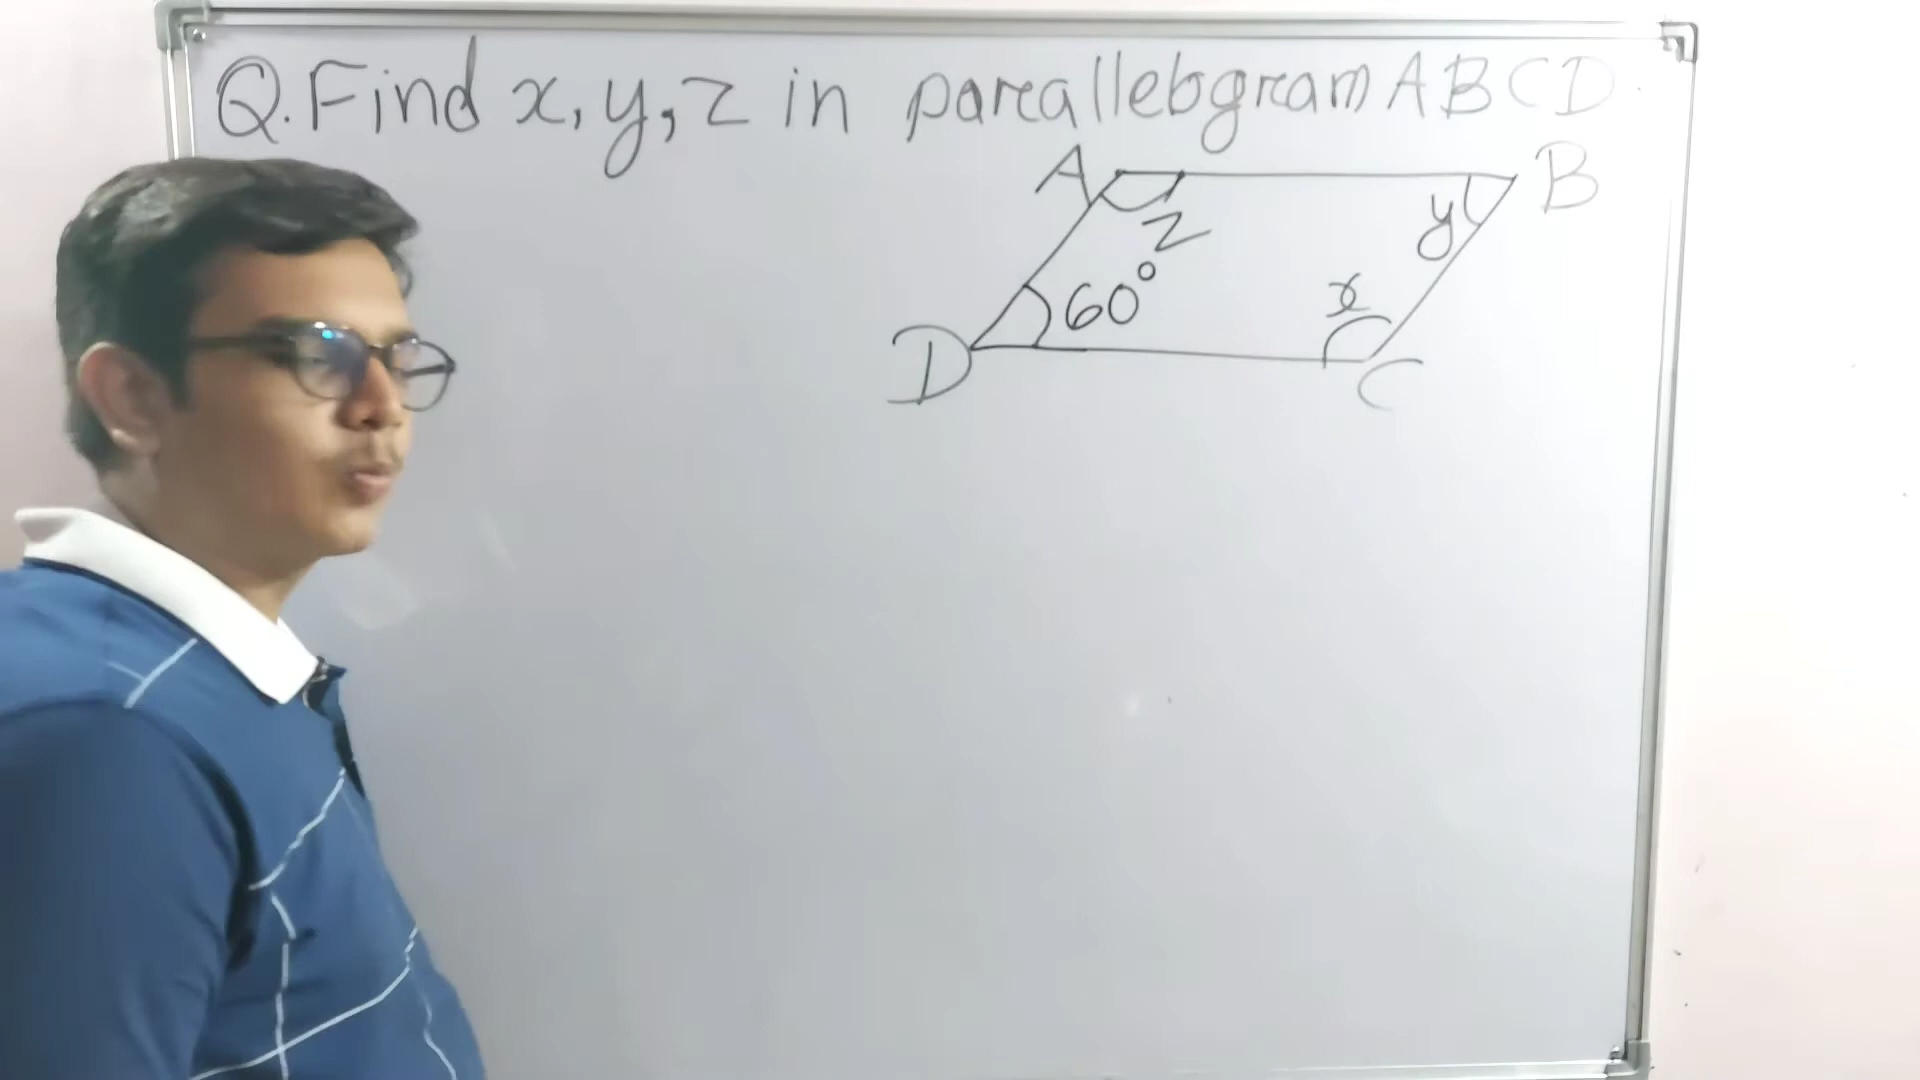 Q. Find x, y, z in parallelogram ABCD
A B
z y
60° x
D C